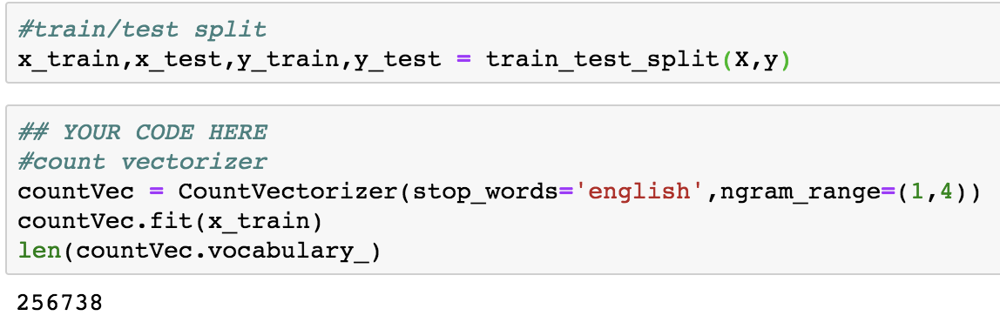 #train/test split
x_train,x_test,y_train,y_test = train_test_split(X,y)
## YOUR CODE HERE
#count vectorizer
countVec = CountVectorizer(stop_words='english',ngram_range=(1,4))
countVec.fit(x_train)
len(countVec.vocabulary_)
256738